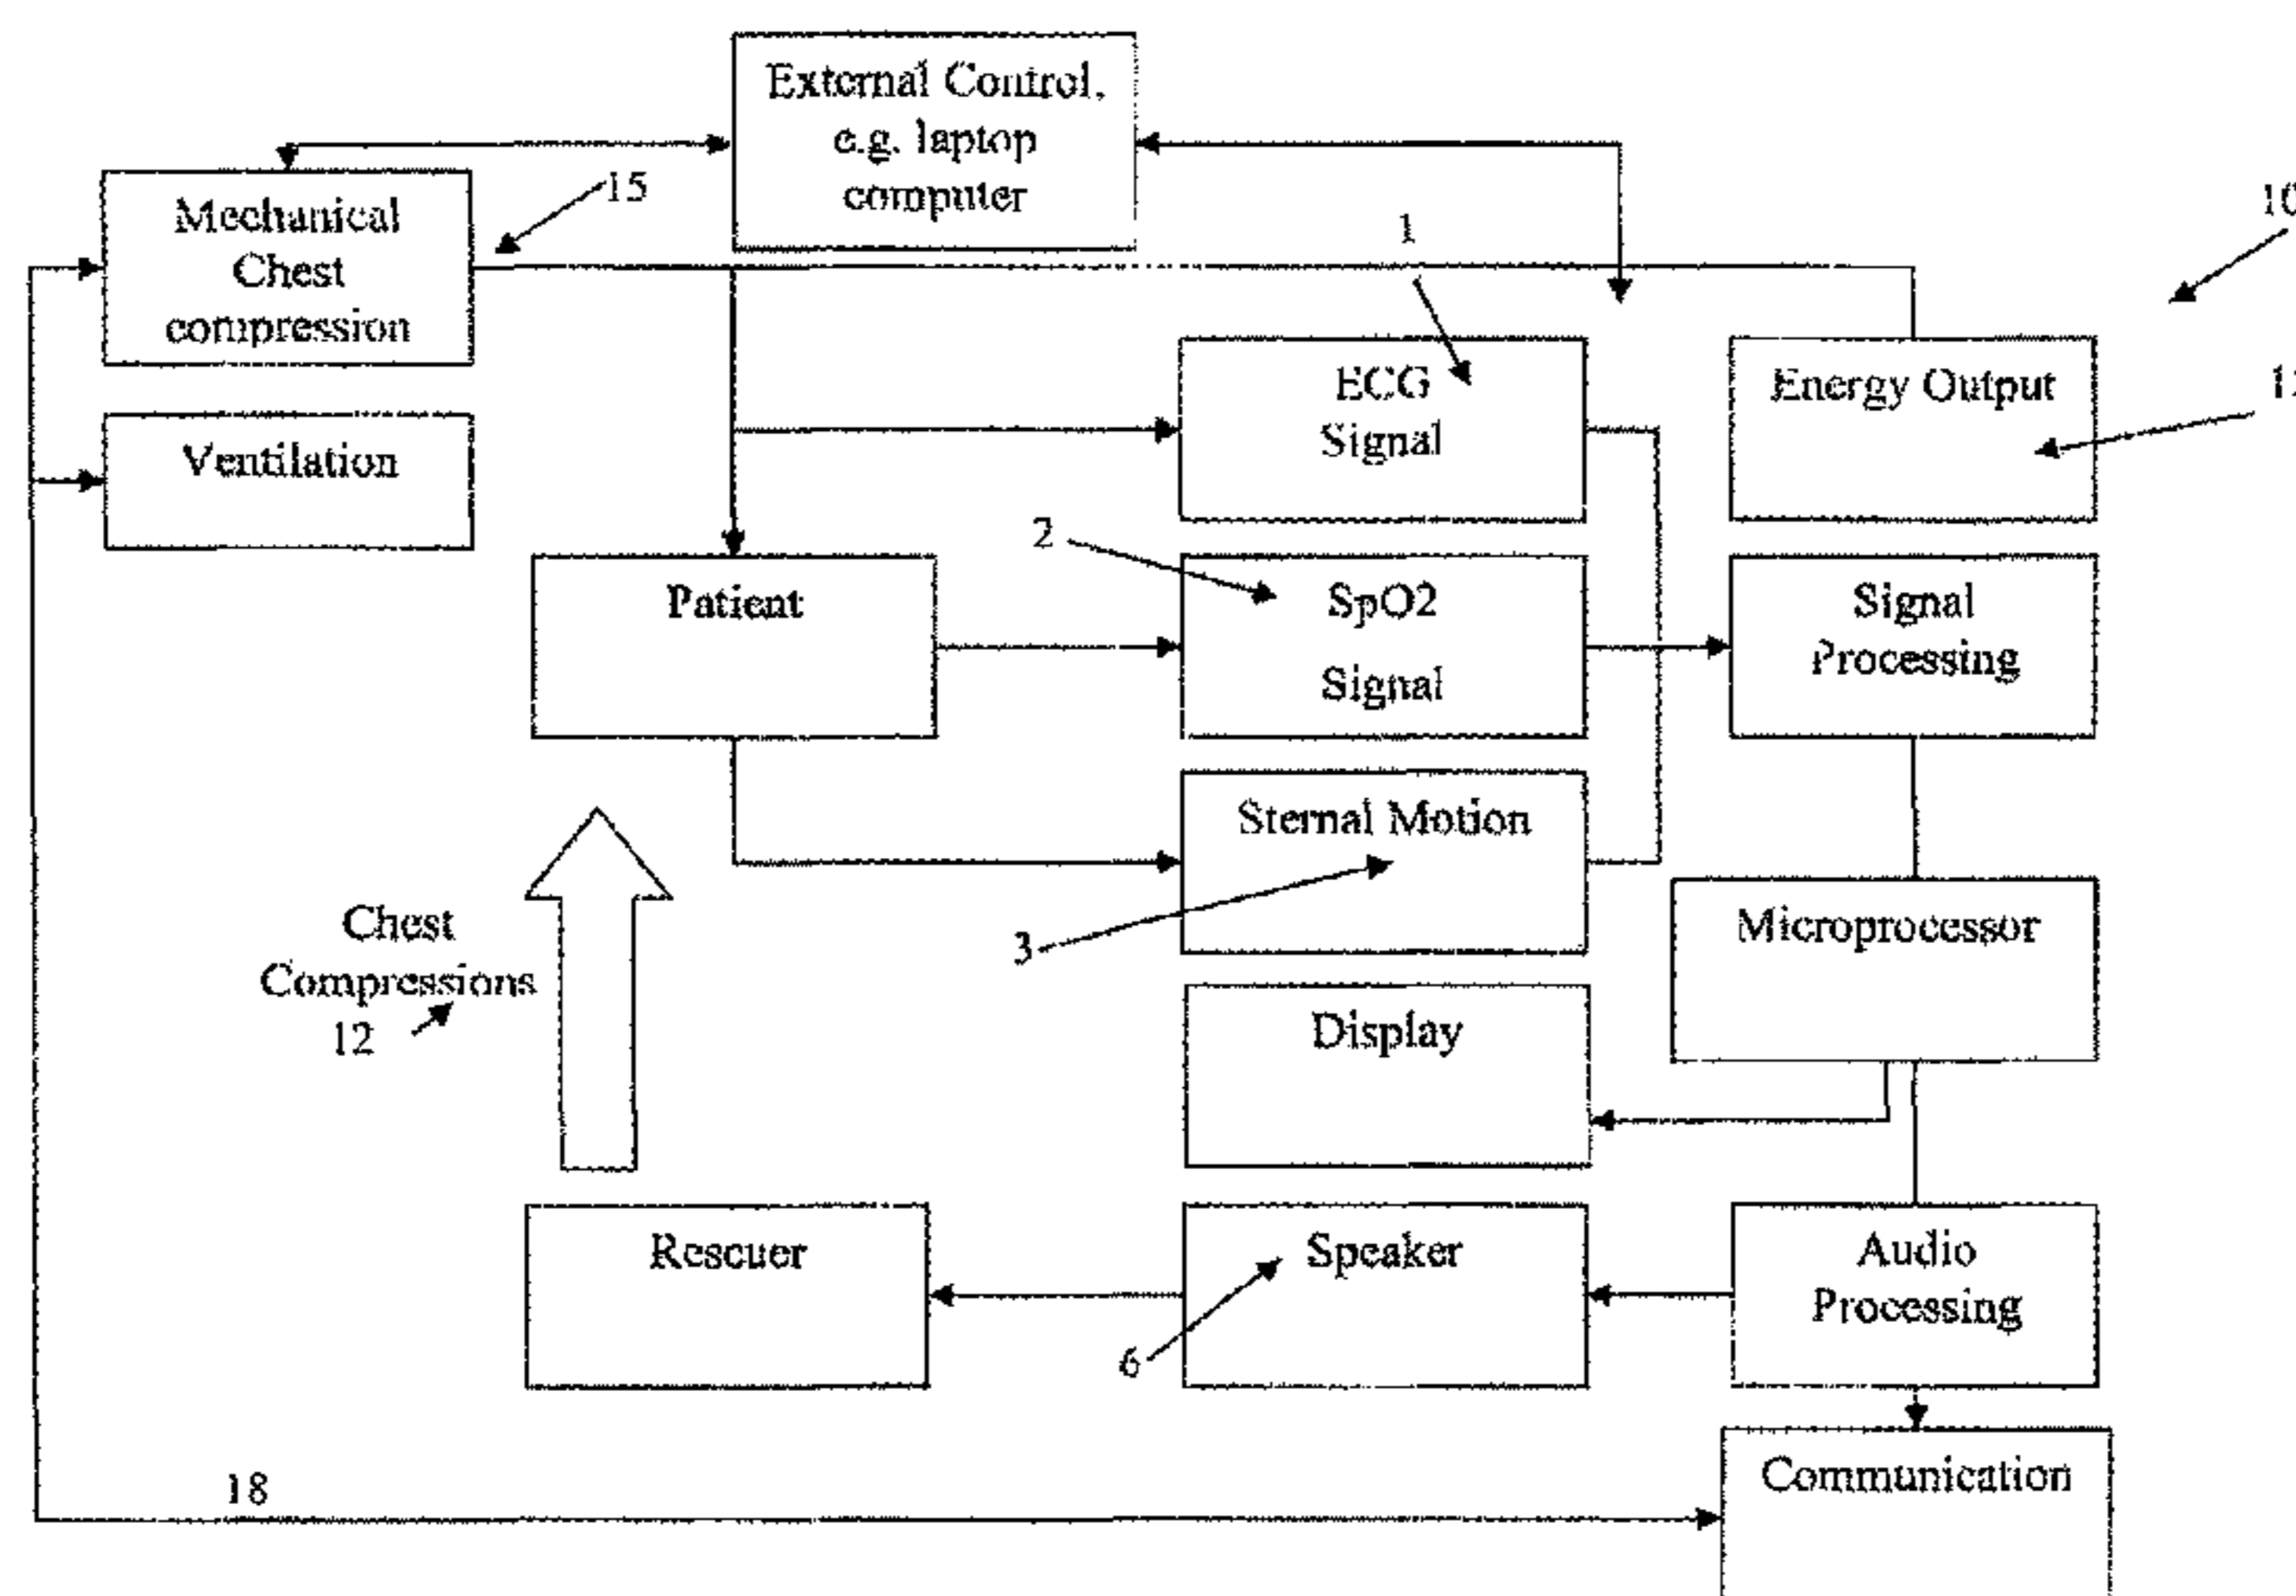 External Control,
e.g. laptop
computer
Mechanical
Chest
compression
15
1
Ventilation
ECG
Signal
Energy Output
2
Patient
SpO2
Signal
Signal
Processing
Sternal Motion
3
Chest
Compressions
12
Microprocessor
Display
Rescuer
Speaker
6
Audio
Processing
18
Communication